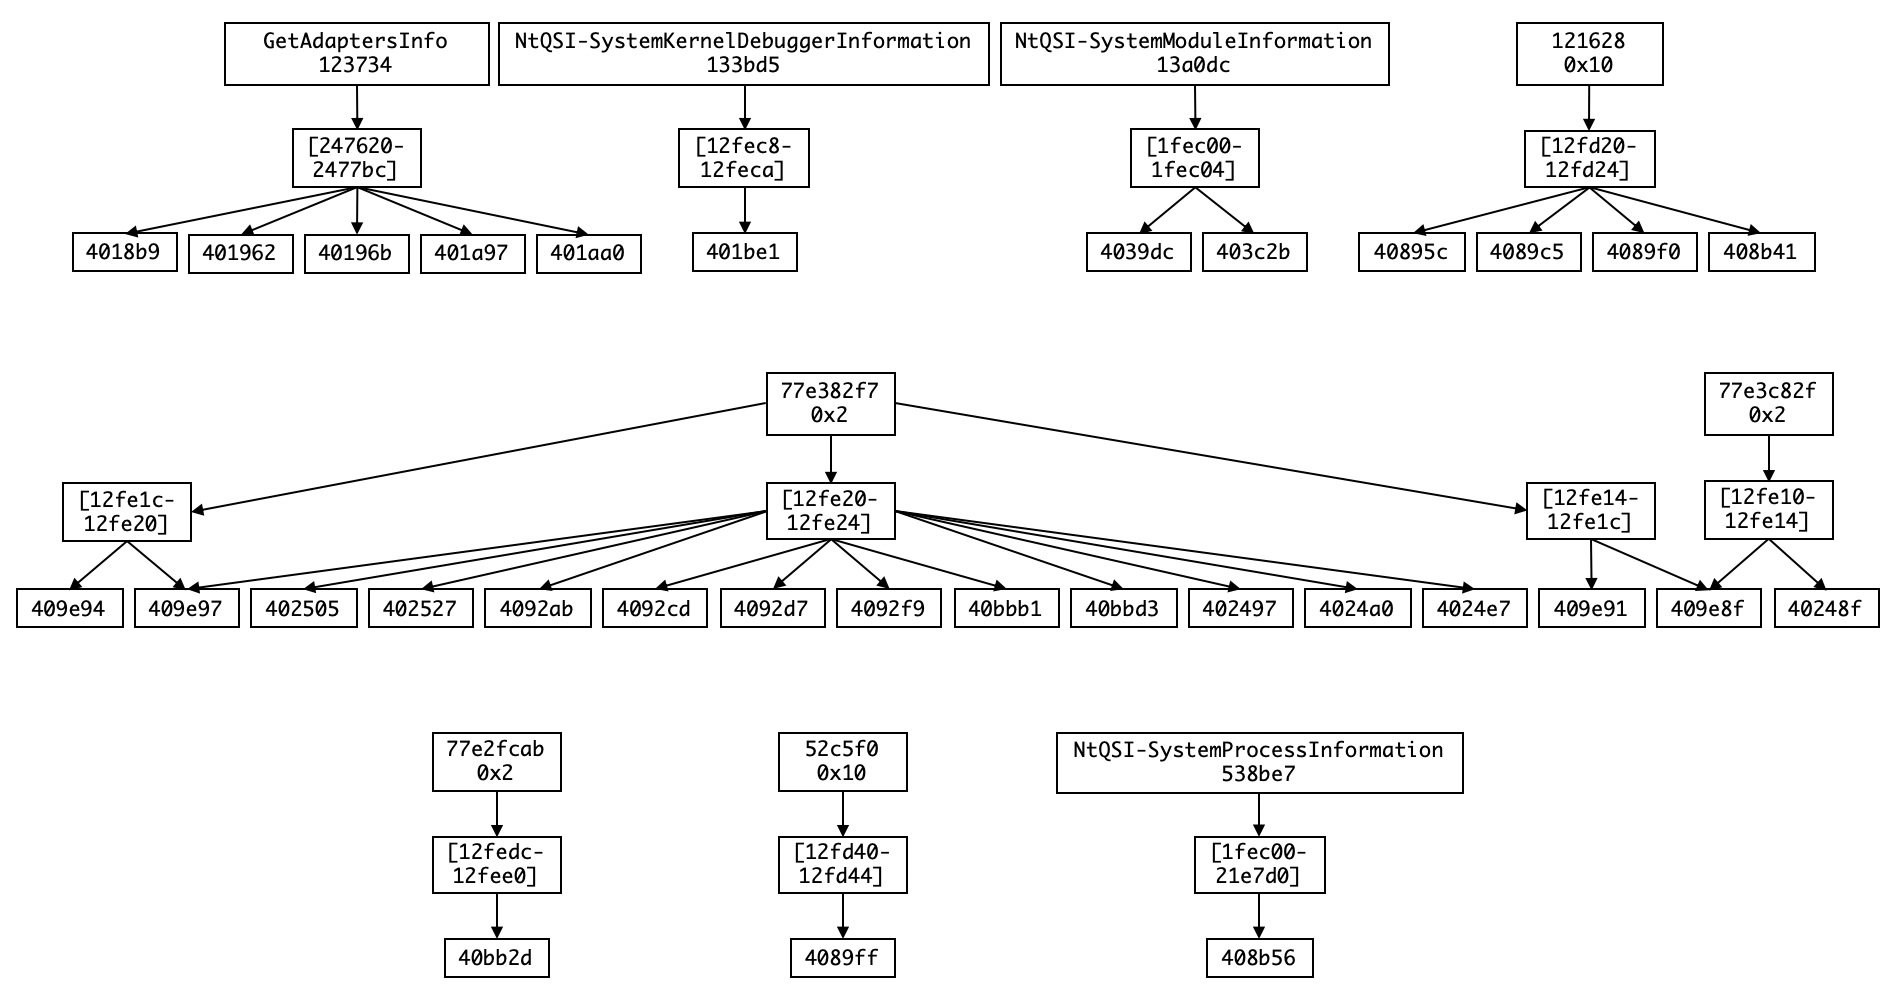 GetAdaptersInfo
123734
NtQSI-SystemKernelDebuggerInformation
133bd5
NtQSI-SystemModuleInformation
13a0dc
121628
0x10
[247620-
2477bc]
[12fec8-
12feca]
[1fec00-
1fec04]
[12fd20-
12fd24]
4018b9
401962
40196b
401a97
401aa0
401be1
4039dc
403c2b
40895c
4089c5
4089f0
408b41
77e382f7
0x2
77e3c82f
0x2
[12fe1c-
12fe20]
[12fe20-
12fe24]
[12fe14-
12fe1c]
[12fe10-
12fe14]
409e94
409e97
402505
402527
4092ab
4092cd
4092d7
4092f9
40bbb1
40bbd3
402497
4024a0
4024e7
409e91
409e8f
40248f
77e2fcab
0x2
52c5f0
0x10
NtQSI-SystemProcessInformation
538be7
[12fedc-
12fee0]
[12fd40-
12fd44]
[1fec00-
21e7d0]
40bb2d
4089ff
408b56